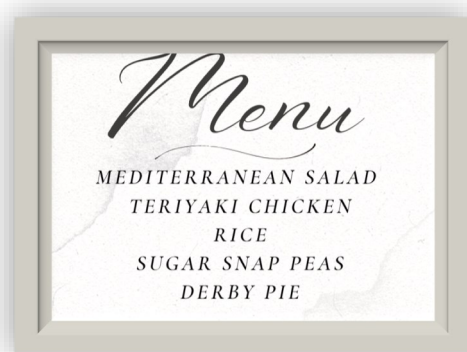 Menu
MEDITERRANEAN SALAD
TERIYAKI CHICKEN
RICE
SUGAR SNAP PEAS
DERBY PIE